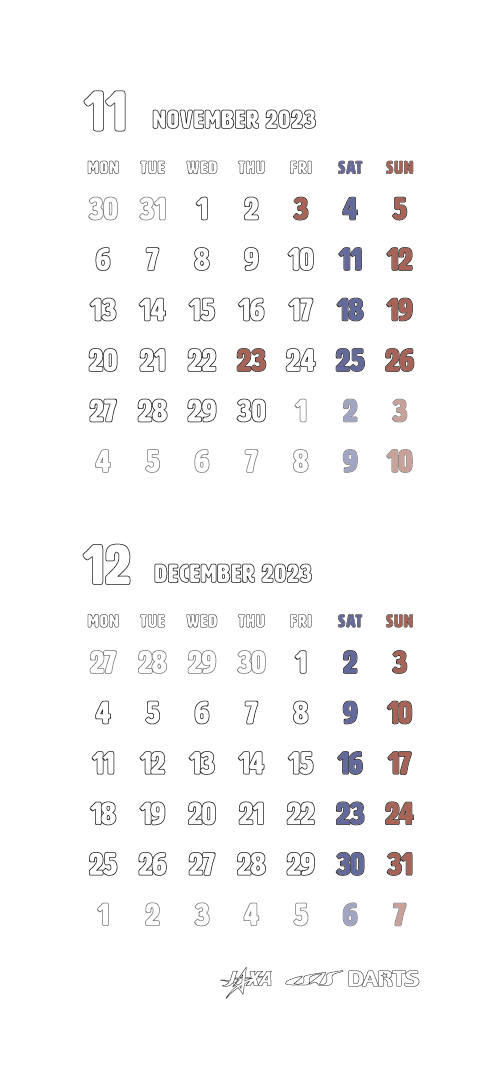 11 NOVEMBER 2023
MON TUE WED THU FRI SAT SUN
30 31 1 2 3 4 5
6 7 8 9 10 11 12
13 14 15 16 17 18 19
20 21 22 23 24 25 26
27 28 29 30 1 2 3
4 5 6 7 8 9 10
12 DECEMBER 2023
MON TUE WED THU FRI SAT SUN
27 28 29 30 1 2 3
4 5 6 7 8 9 10
11 12 13 14 15 16 17
18 19 20 21 22 23 24
25 26 27 28 29 30 31
1 2 3 4 5 6 7
JAXA ISAS DARTS